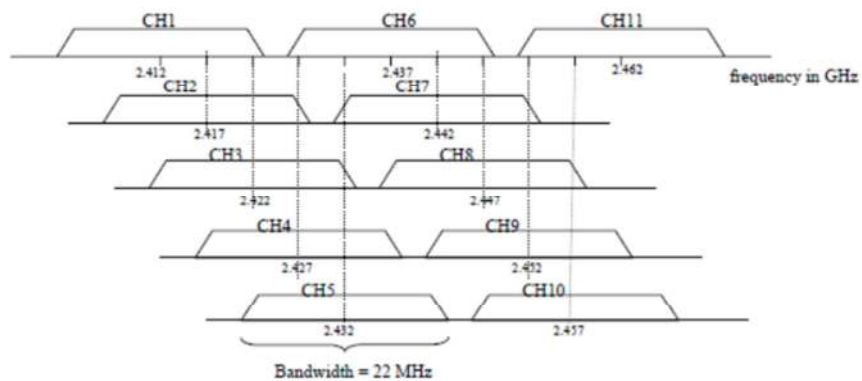 CH1 CH6 CH11
2.412 2.437 2.462
frequency in GHz
CH2 CH7
2.417 2.442
CH3 CH8
2.422 2.447
CH4 CH9
2.427 2.452
CH5 CH10
2.432 2.457
Bandwidth = 22 MHz